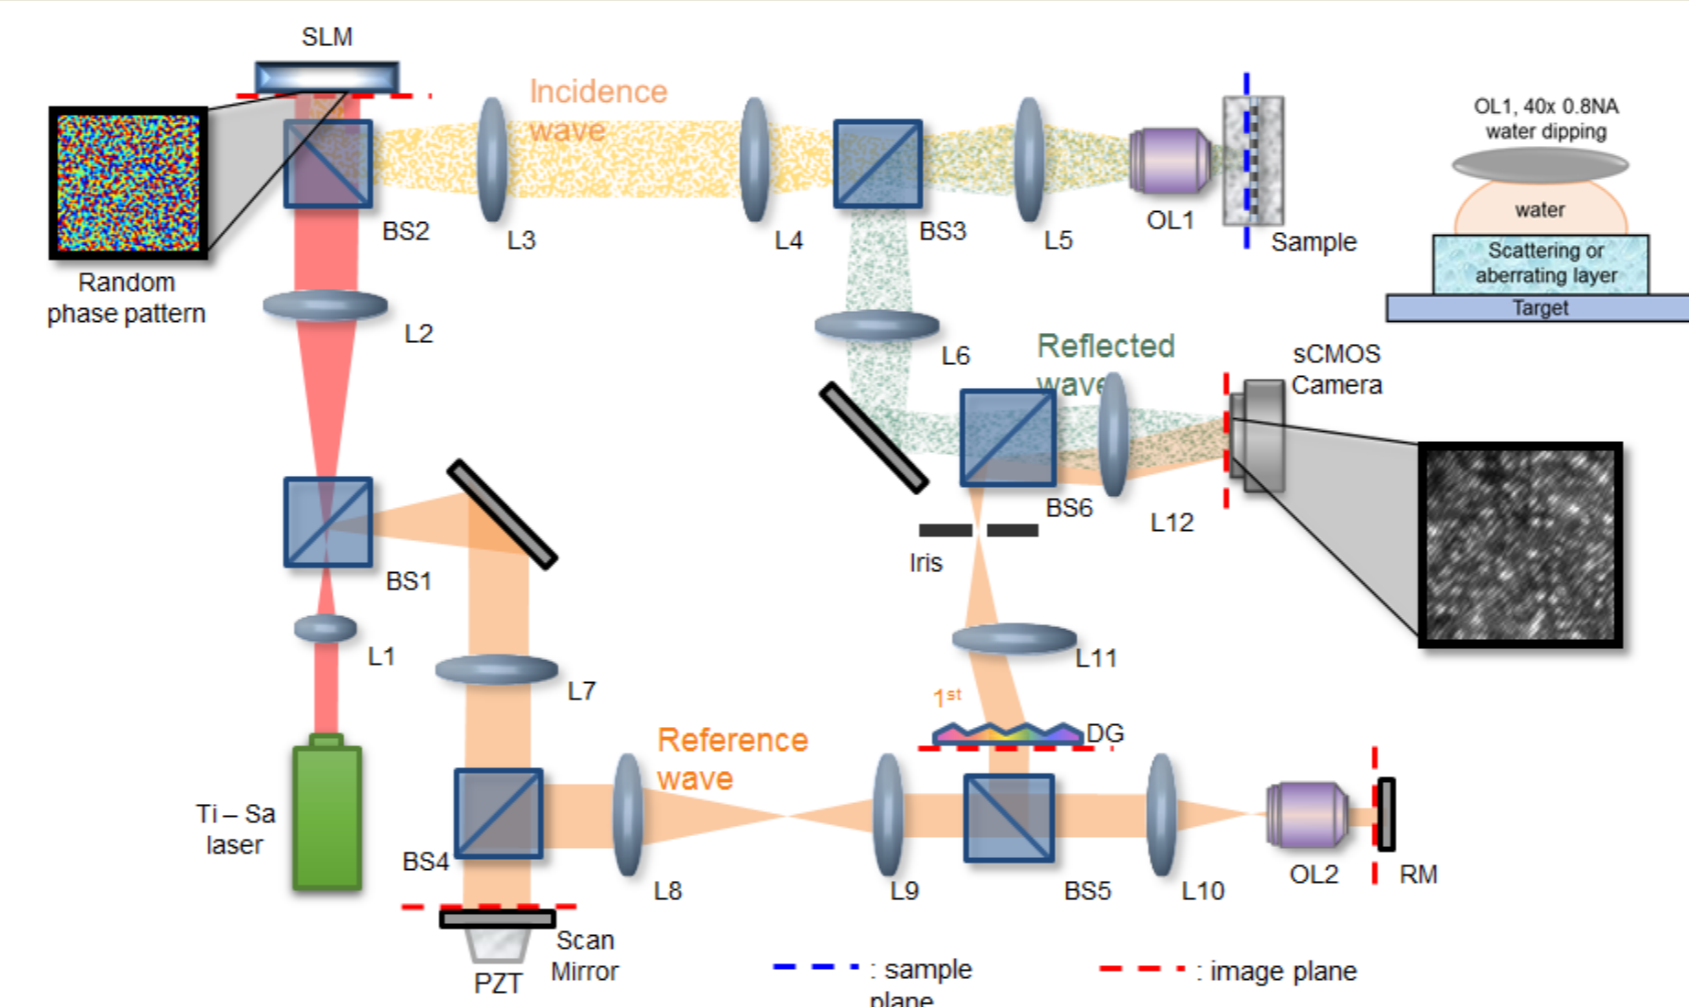 SLM
Incidence
wave
OL1, 40x 0.8NA
water dipping
water
Scattering or
aberrating layer
Target
BS2
L3
L4
BS3
L5
OL1
Sample
Random
phase pattern
L2
L6
Reflected
wave
sCMOS
Camera
BS6
L12
Iris
BS1
L1
L7
L11
1st
DG
Reference
wave
Ti – Sa
laser
BS4
L8
L9
BS5
L10
OL2
RM
Scan
Mirror
PZT
: sample
plane
: image plane